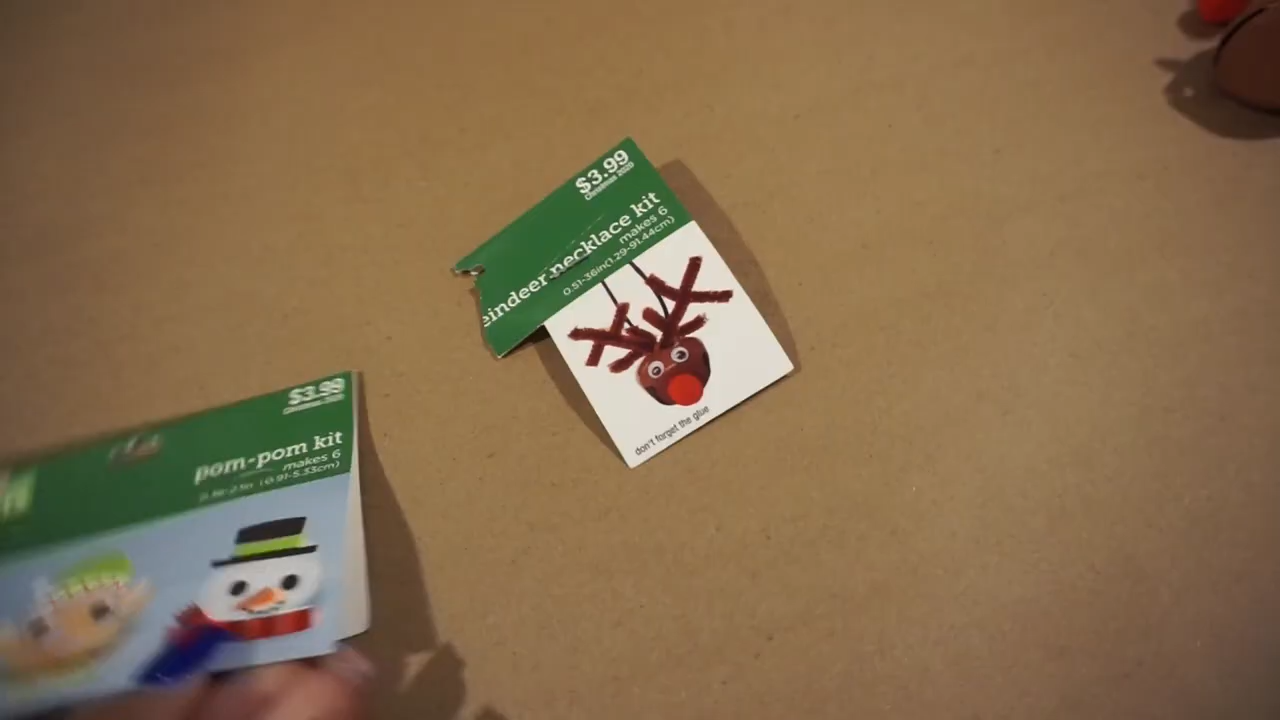 $3.99
Christmas 2020
eindeer necklace kit
makes 6
0.51-36in(1.29-91.44cm)
don't forget the glue
$3.99
pom-pom kit
makes 6